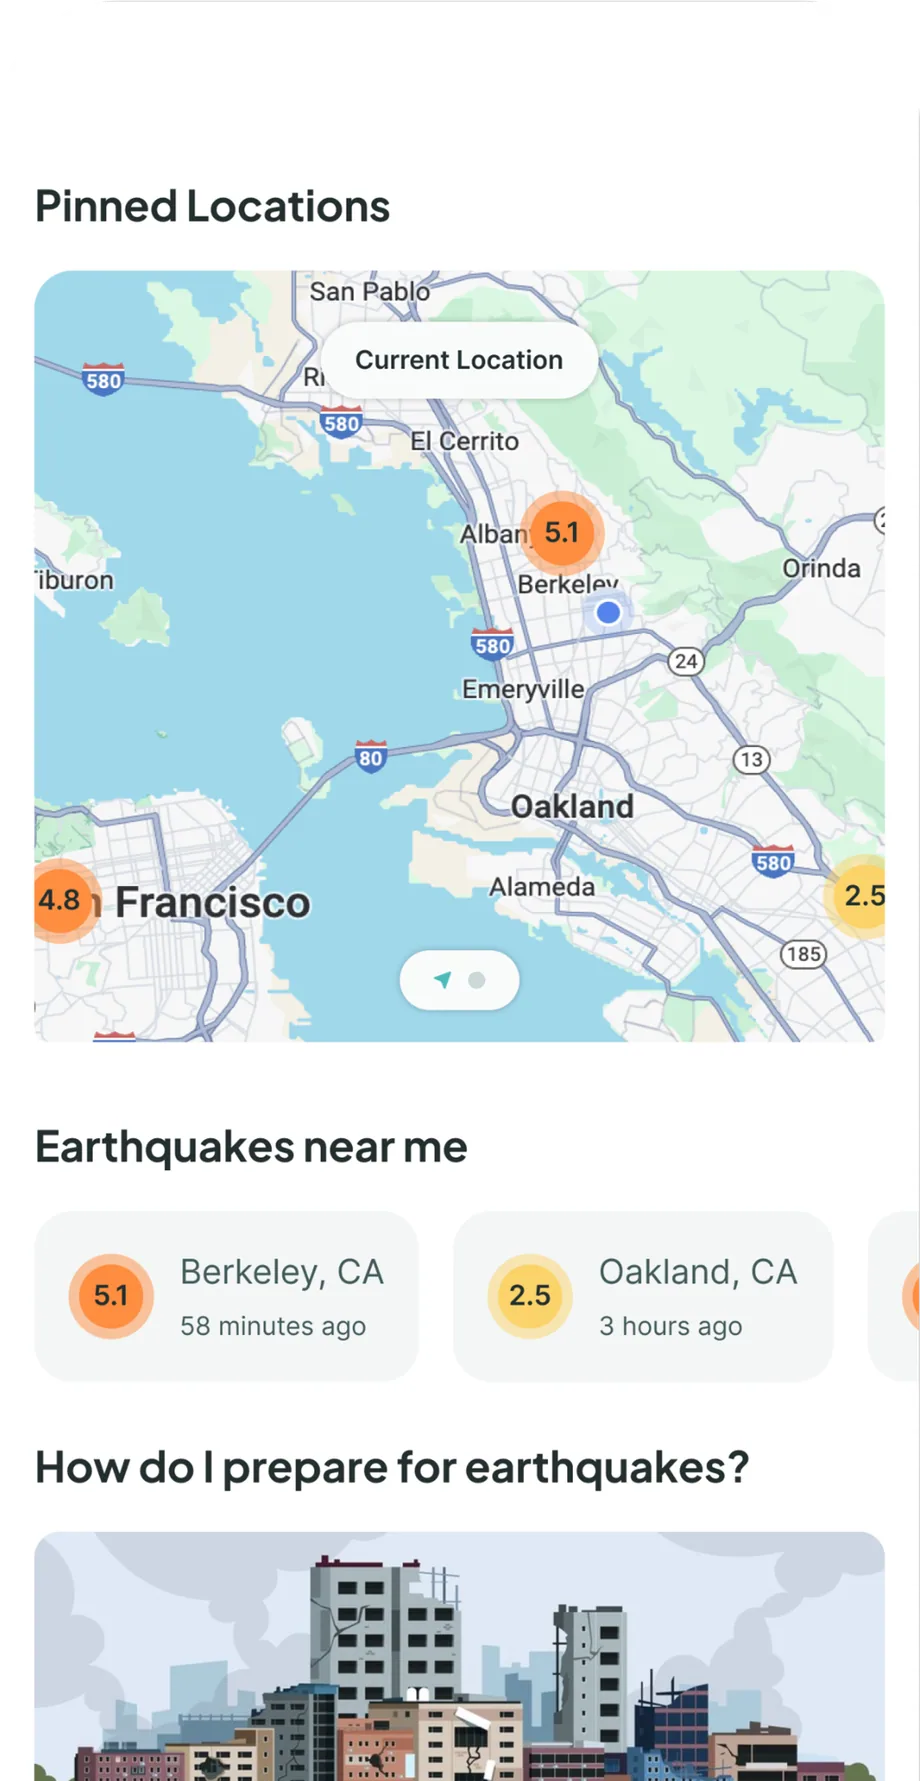 Pinned Locations
San Pablo
Current Location
580
580
El Cerrito
5.1
Berkeley
Orinda
580
24
Emeryville
80
13
Oakland
580
4.8
Francisco
Alameda
2.5
185
Earthquakes near me
5.1
Berkeley, CA
58 minutes ago
2.5
Oakland, CA
3 hours ago
How do I prepare for earthquakes?